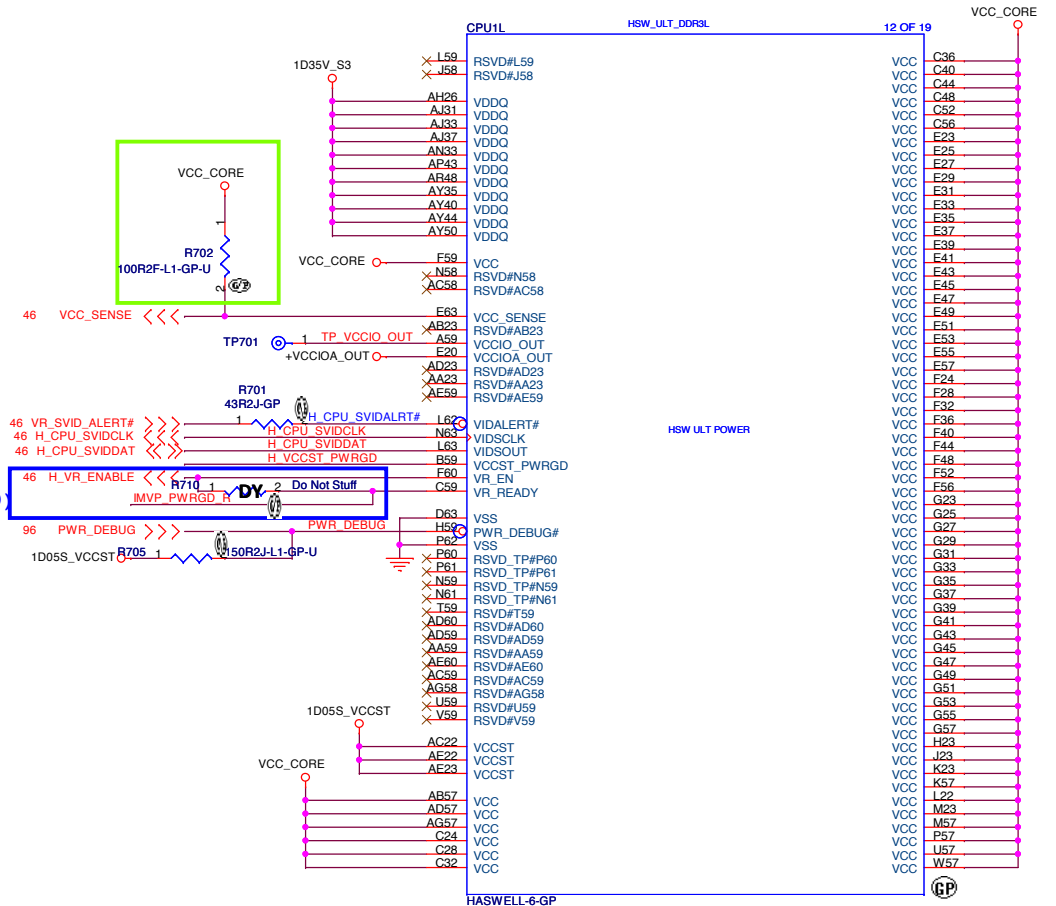 VCC_CORE
CPU1L
HSW_ULT_DDR3L
12 OF 19
1D35V_S3
L59 RSVD#L59
J58 RSVD#J58
AH26 VDDQ
AJ31 VDDQ
AJ33 VDDQ
AJ37 VDDQ
AN33 VDDQ
AP43 VDDQ
AR48 VDDQ
AY35 VDDQ
AY40 VDDQ
AY44 VDDQ
AY50 VDDQ
VCC_CORE
1
R702
100R2F-L1-GP-U
2
VCC_CORE F59 VCC
N58 RSVD#N58
AC58 RSVD#AC58
46 VCC_SENSE E63 VCC_SENSE
AB23 RSVD#AB23
TP701 1 TP_VCCIO_OUT A59 VCCIO_OUT
+VCCIOA_OUT E20 VCCIOA_OUT
AD23 RSVD#AD23
AA23 RSVD#AA23
AE59 RSVD#AE59
R701
43R2J-GP
46 VR_SVID_ALERT# 1 H_CPU_SVIDALRT# L62 VIDALERT#
46 H_CPU_SVIDCLK H_CPU_SVIDCLK N63 VIDSCLK
46 H_CPU_SVIDDAT H_CPU_SVIDDAT L63 VIDSOUT
H_VCCST_PWRGD B59 VCCST_PWRGD
46 H_VR_ENABLE F60 VR_EN
R710 1 DY 2 Do Not Stuff C59 VR_READY
IMVP_PWRGD_R
)
D63 VSS
96 PWR_DEBUG PWR_DEBUG H59 PWR_DEBUG#
P62 VSS
1D05S_VCCST R705 1 150R2J-L1-GP-U
P60 RSVD_TP#P60
P61 RSVD_TP#P61
N59 RSVD_TP#N59
N61 RSVD_TP#N61
T59 RSVD#T59
AD60 RSVD#AD60
AD59 RSVD#AD59
AA59 RSVD#AA59
AE60 RSVD#AE60
AC59 RSVD#AC59
AG58 RSVD#AG58
U59 RSVD#U59
V59 RSVD#V59
1D05S_VCCST
AC22 VCCST
AE22 VCCST
AE23 VCCST
VCC_CORE
AB57 VCC
AD57 VCC
AG57 VCC
C24 VCC
C28 VCC
C32 VCC
HSW ULT POWER
VCC C36
VCC C40
VCC C44
VCC C48
VCC C52
VCC C56
VCC E23
VCC E25
VCC E27
VCC E29
VCC E31
VCC E33
VCC E35
VCC E37
VCC E39
VCC E41
VCC E43
VCC E45
VCC E47
VCC E49
VCC E51
VCC E53
VCC E55
VCC E57
VCC F24
VCC F28
VCC F32
VCC F36
VCC F40
VCC F44
VCC F48
VCC F52
VCC F56
VCC G23
VCC G25
VCC G27
VCC G29
VCC G31
VCC G33
VCC G35
VCC G37
VCC G39
VCC G41
VCC G43
VCC G45
VCC G47
VCC G49
VCC G51
VCC G53
VCC G55
VCC G57
VCC H23
VCC J23
VCC K23
VCC K57
VCC L22
VCC M23
VCC M57
VCC P57
VCC U57
VCC W57
GP
HASWELL-6-GP